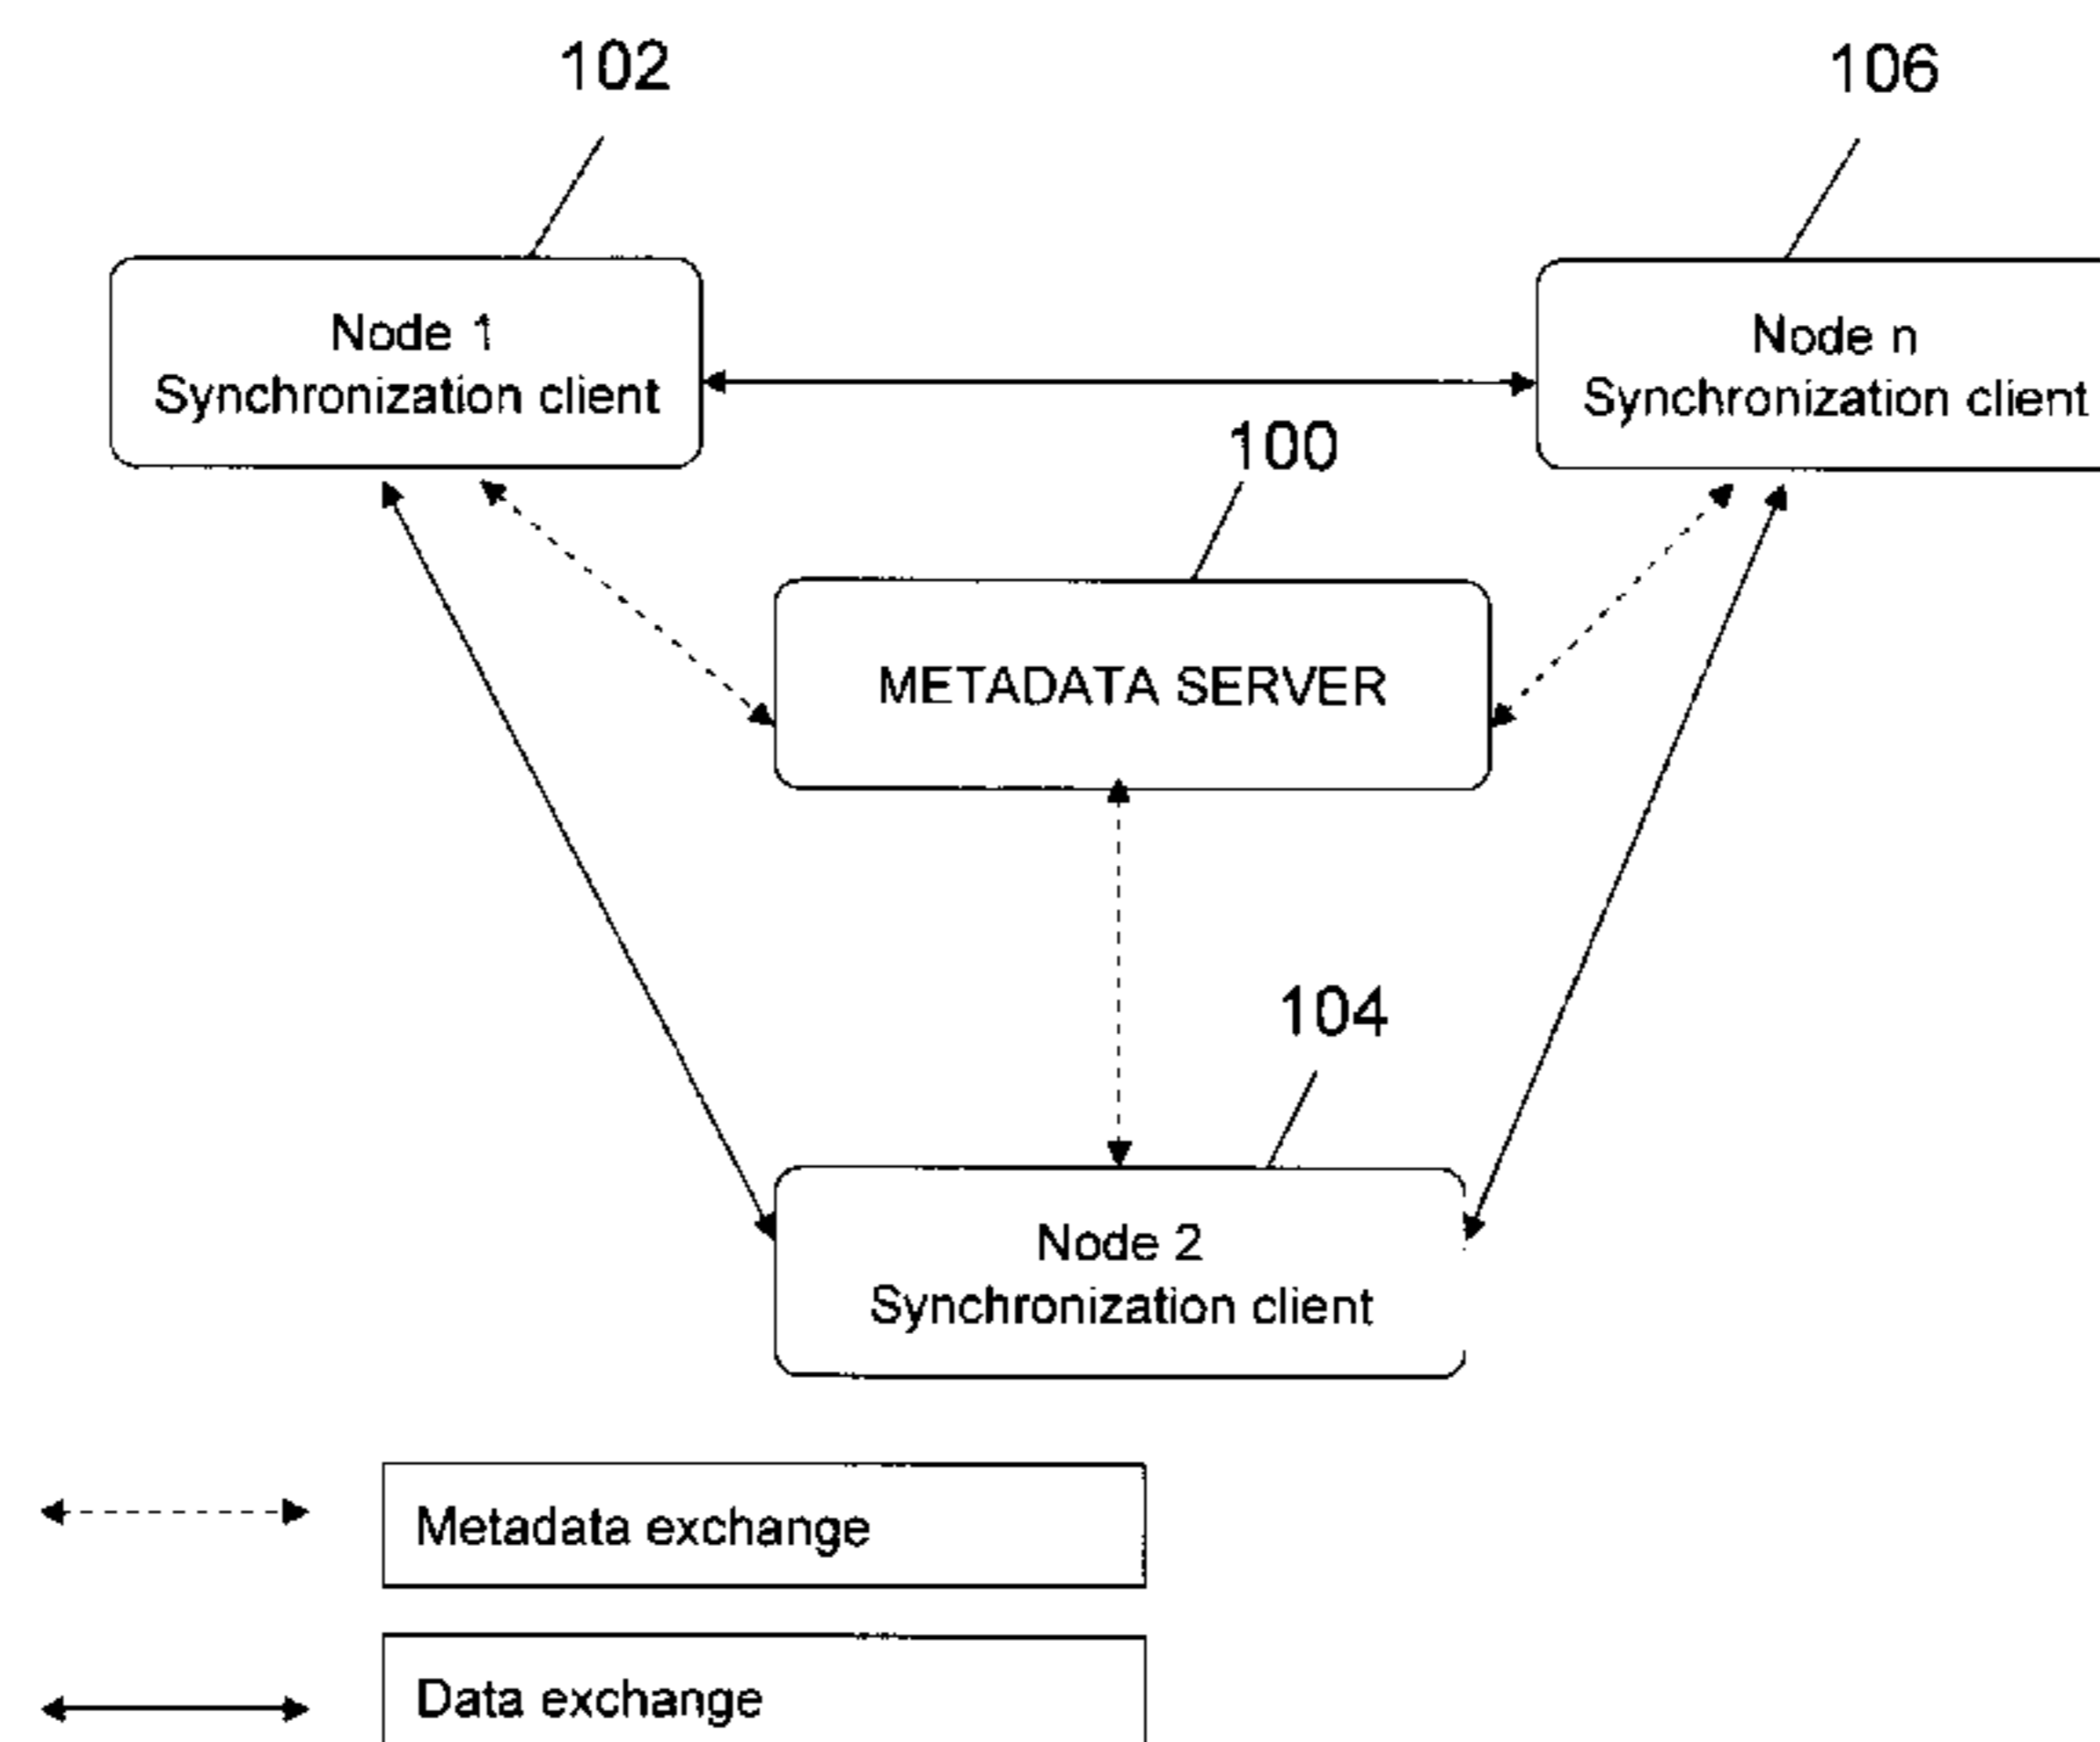 102
106
Node 1
Synchronization client
Node n
Synchronization client
100
METADATA SERVER
104
Node 2
Synchronization client
Metadata exchange
Data exchange